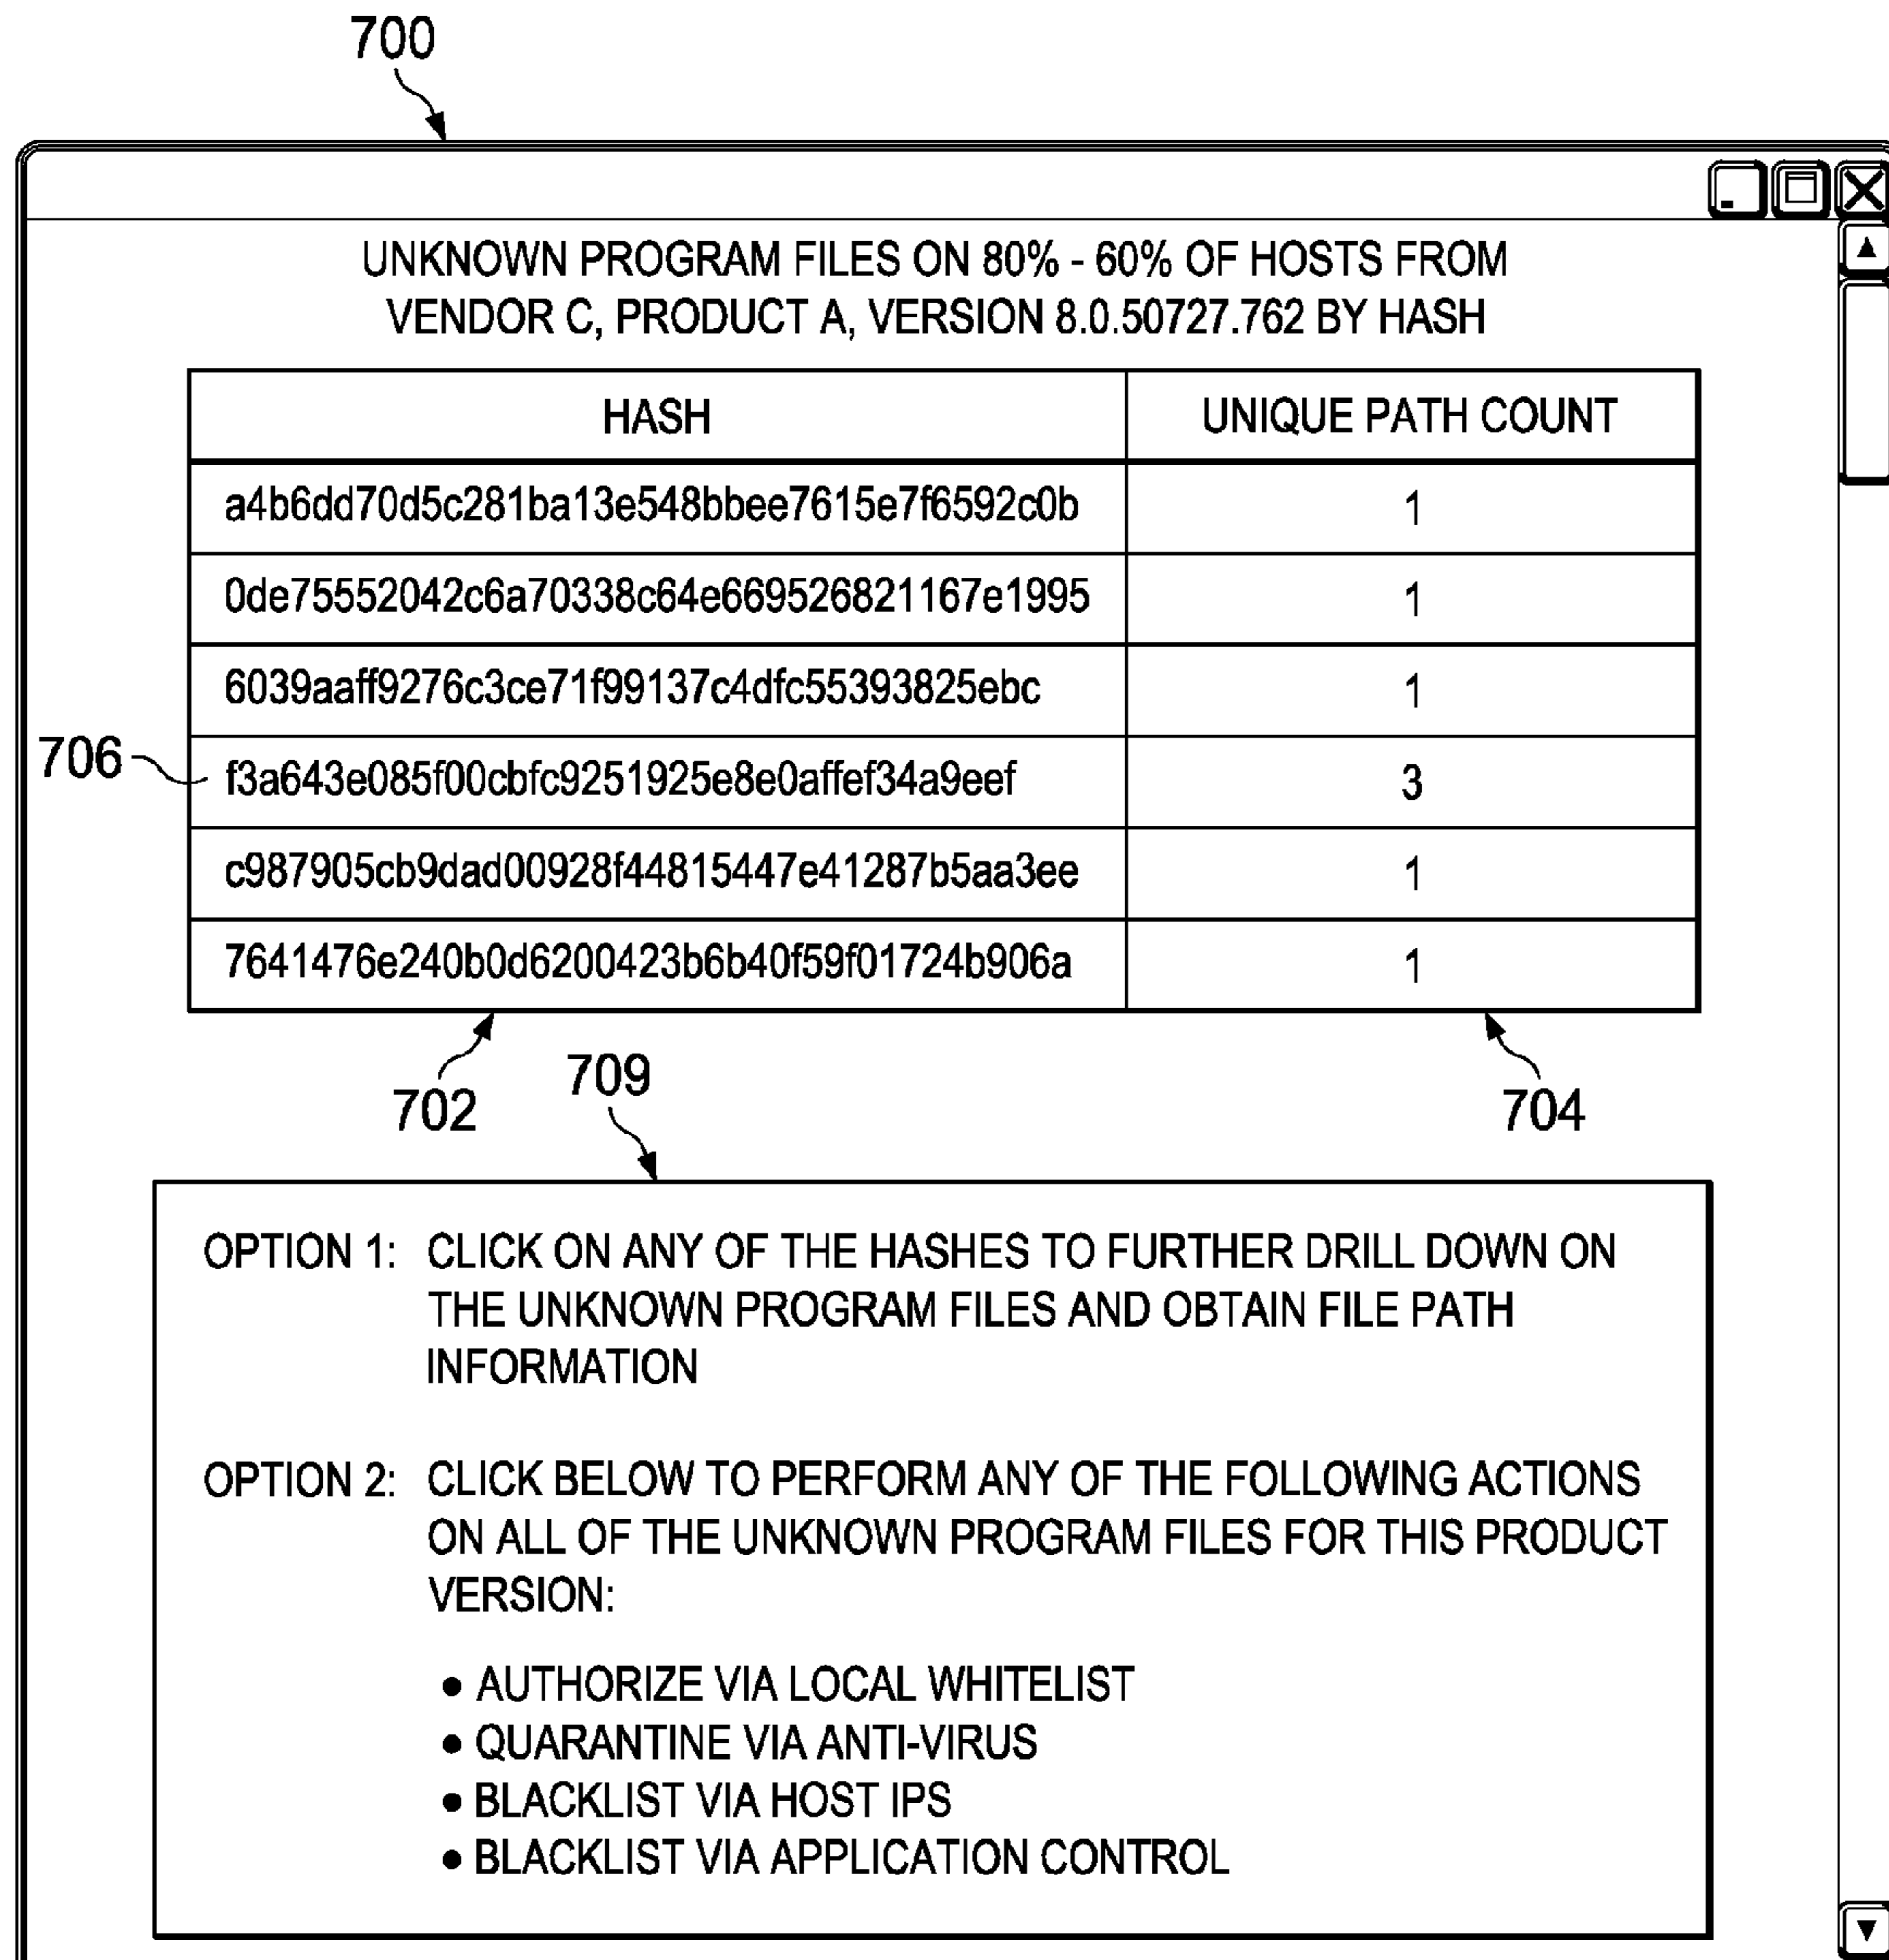 700
UNKNOWN PROGRAM FILES ON 80% - 60% OF HOSTS FROM
VENDOR C, PRODUCT A, VERSION 8.0.50727.762 BY HASH
HASH UNIQUE PATH COUNT
a4b6dd70d5c281ba13e548bbee7615e7f6592c0b 1
0de75552042c6a70338c64e669526821167e1995 1
6039aaff9276c3ce71f99137c4dfc55393825ebc 1
706 f3a643e085f00cbfc9251925e8e0affef34a9eef 3
c987905cb9dad00928f44815447e41287b5aa3ee 1
7641476e240b0d6200423b6b40f59f01724b906a 1
702 709 704
OPTION 1: CLICK ON ANY OF THE HASHES TO FURTHER DRILL DOWN ON
THE UNKNOWN PROGRAM FILES AND OBTAIN FILE PATH
INFORMATION
OPTION 2: CLICK BELOW TO PERFORM ANY OF THE FOLLOWING ACTIONS
ON ALL OF THE UNKNOWN PROGRAM FILES FOR THIS PRODUCT
VERSION:
• AUTHORIZE VIA LOCAL WHITELIST
• QUARANTINE VIA ANTI-VIRUS
• BLACKLIST VIA HOST IPS
• BLACKLIST VIA APPLICATION CONTROL